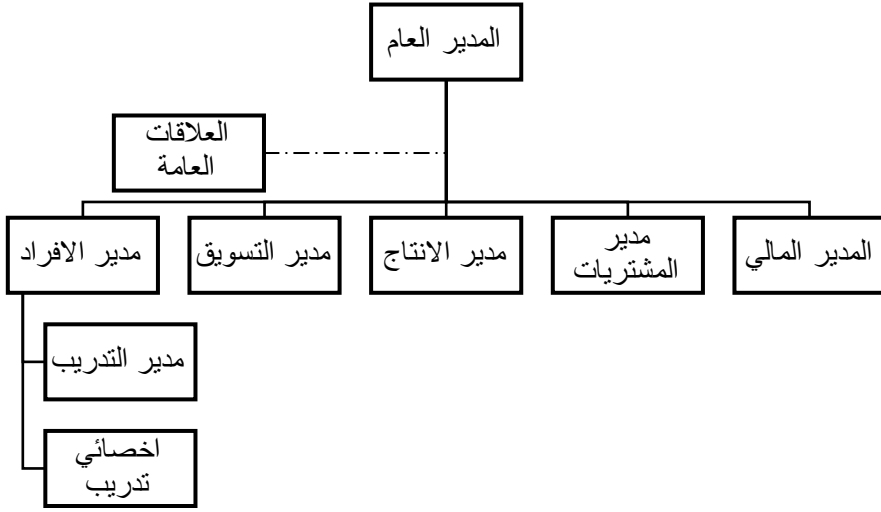 المدير العام
العلاقات
العامة
المدير المالي
مدير
المشتريات
مدير الانتاج
مدير التسويق
مدير الافراد
مدير التدريب
اخصائي
تدريب